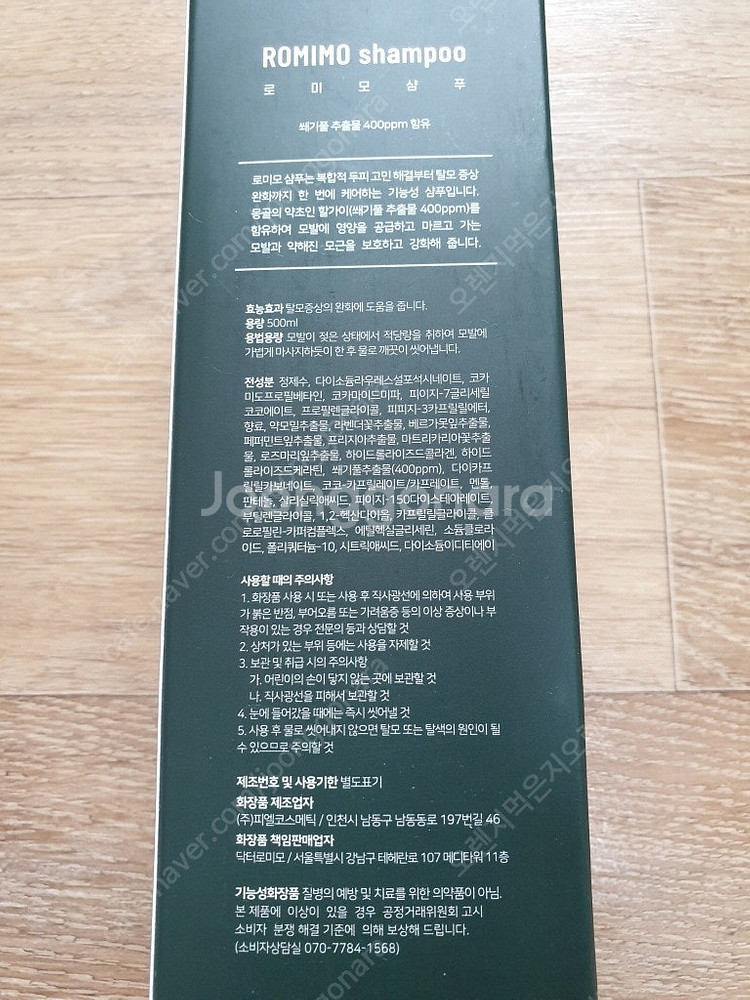 ROMIMO shampoo
로 미 모 샴 푸
쐐기풀 추출물 400ppm 함유
로미모 샴푸는 복합적 두피 고민 해결부터 탈모 증상
완화까지 한 번에 케어하는 기능성 샴푸입니다.
몽골의 약초인 할가이(쐐기풀 추출물 400ppm)를
함유하여 모발에 영양을 공급하고 마르고 가는
모발과 약해진 모근을 보호하고 강화해 줍니다.
효능효과 탈모증상의 완화에 도움을 줍니다.
용량 500ml
용법용량 모발이 젖은 상태에서 적당량을 취하여 모발에
가볍게 마사지하듯이 한 후 물로 깨끗이 씻어냅니다.
전성분 정제수, 다이소듐라우레스설포석시네이트, 코카
미도프로필베타인, 코카마이드미파, 피이지-7글리세릴
코코에이트, 프로필렌글라이콜, 피피지-3카프릴릴에터,
향료, 약모밀추출물, 라벤더꽃추출물, 베르가못잎추출물,
페퍼민트잎추출물, 프리지아추출물, 마트리카리아꽃추출
물, 로즈마리잎추출물, 하이드롤라이즈드콜라겐, 하이드
롤라이즈드케라틴, 쐐기풀추출물(400ppm), 다이카프
릴릴카보네이트, 코코-카프릴레이트/카프레이트, 멘톨,
판테놀, 살리실릭애씨드, 피이지-150다이스테아레이트,
부틸렌글라이콜, 1,2-헥산다이올, 카프릴릴글라이콜, 클
로로필린-카퍼컴플렉스, 에틸헥실글리세린, 소듐클로라
이드, 폴리쿼터늄-10, 시트릭애씨드, 다이소듐이디티에이
Joonggonara
사용할 때의 주의사항
1. 화장품 사용 시 또는 사용 후 직사광선에 의하여 사용 부위
가 붉은 반점, 부어오름 또는 가려움증 등의 이상 증상이나 부
작용이 있는 경우 전문의 등과 상담할 것
2. 상처가 있는 부위 등에는 사용을 자제할 것
3. 보관 및 취급 시의 주의사항
가. 어린이의 손이 닿지 않는 곳에 보관할 것
나. 직사광선을 피해서 보관할 것
4. 눈에 들어갔을 때에는 즉시 씻어낼 것
5. 사용 후 물로 씻어내지 않으면 탈모 또는 탈색의 원인이 될
수 있으므로 주의할 것
제조번호 및 사용기한 별도표기
화장품 제조업자
(주)피엘코스메틱 / 인천시 남동구 남동동로 197번길 46
화장품 책임판매업자
닥터로미모 / 서울특별시 강남구 테헤란로 107 메디타워 11층
기능성화장품 질병의 예방 및 치료를 위한 의약품이 아님.
본 제품에 이상이 있을 경우 공정거래위원회 고시
소비자 분쟁 해결 기준에 의해 보상해 드립니다.
(소비자상담실 070-7784-1568)